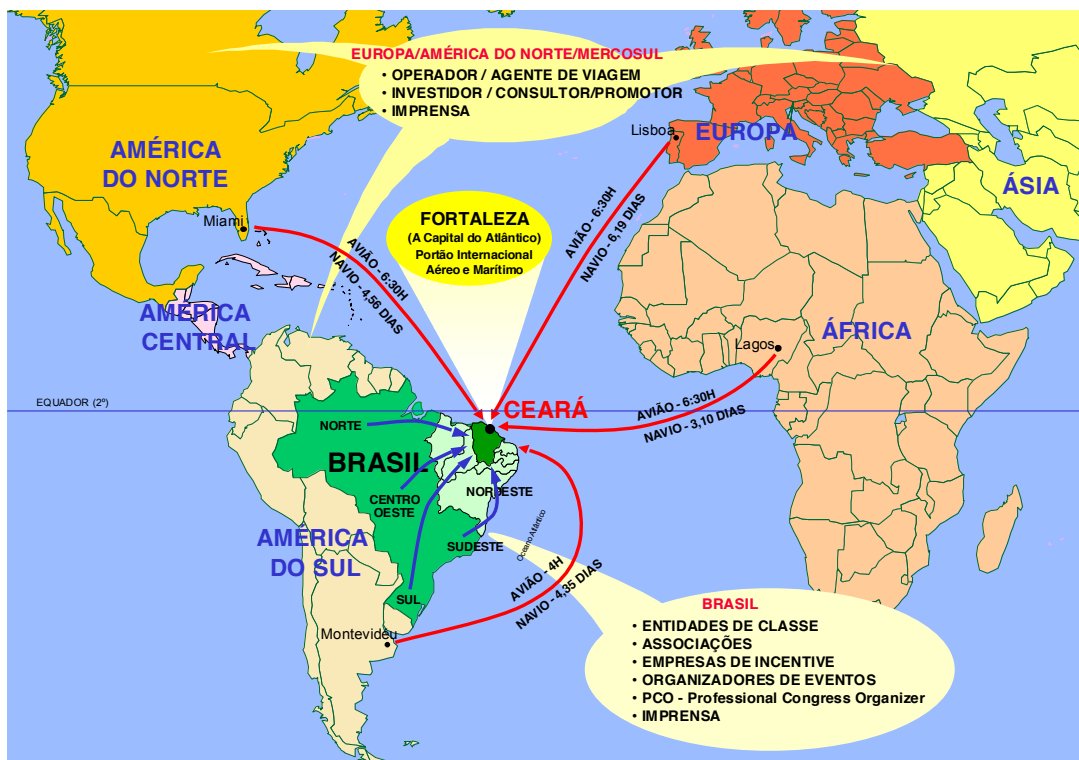 EUROPA/AMÉRICA DO NORTE/MERCOSUL
• OPERADOR / AGENTE DE VIAGEM
• INVESTIDOR / CONSULTOR/PROMOTOR
• IMPRENSA
AMÉRICA
DO NORTE
Miami
Lisboa
EUROPA
ÁSIA
FORTALEZA
(A Capital do Atlântico)
Portão Internacional
Aéreo e Marítimo
AVIÃO - 6:30H
NAVIO - 4,56 DIAS
AVIÃO - 6:30H
NAVIO - 6,19 DIAS
AMÉRICA
CENTRAL
ÁFRICA
Lagos
EQUADOR (2º)
CEARÁ
AVIÃO - 6:30H
NAVIO - 3,10 DIAS
NORTE
BRASIL
NORDESTE
CENTRO
OESTE
AMÉRICA
DO SUL
SUDESTE
Oceano Atlântico
SUL
AVIÃO - 4H
NAVIO - 4,35 DIAS
Montevidéu
BRASIL
• ENTIDADES DE CLASSE
• ASSOCIAÇÕES
• EMPRESAS DE INCENTIVE
• ORGANIZADORES DE EVENTOS
• PCO - Professional Congress Organizer
• IMPRENSA